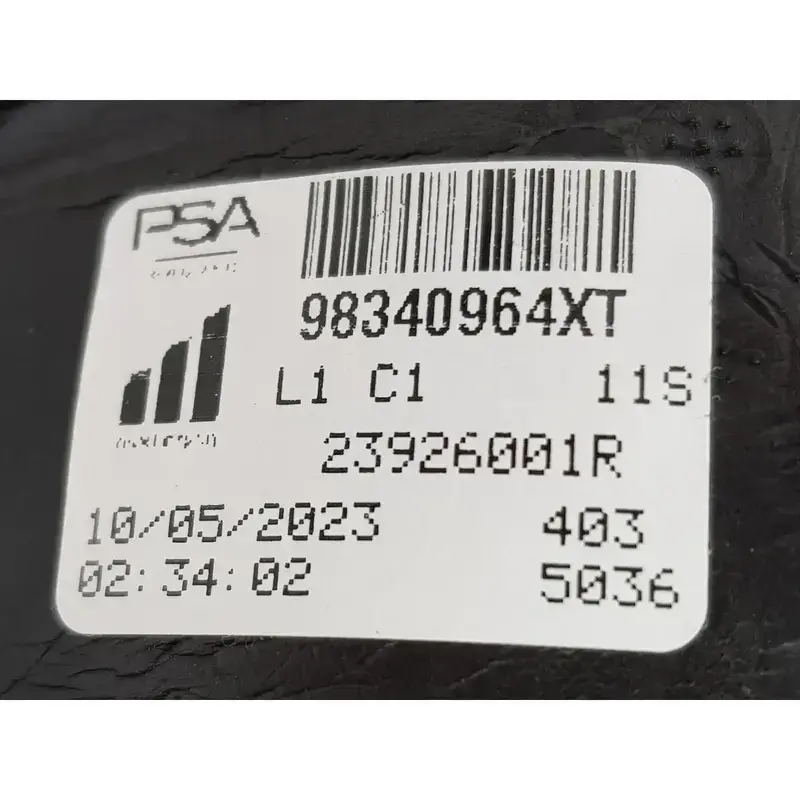 PSA
98340964XT
L1 C1 11S
23926001R
10/05/2023 403
02:34:02 5036